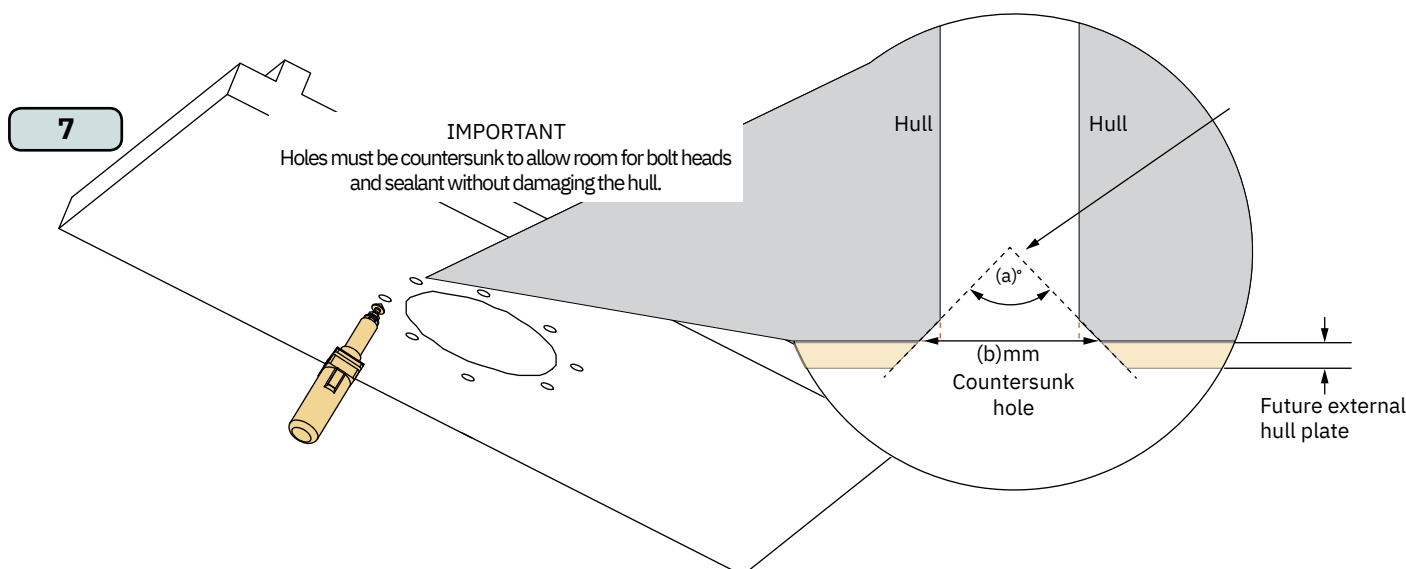 7
IMPORTANT
Holes must be countersunk to allow room for bolt heads
and sealant without damaging the hull.
Hull
Hull
(a)°
(b)mm
Countersunk
hole
Future external
hull plate